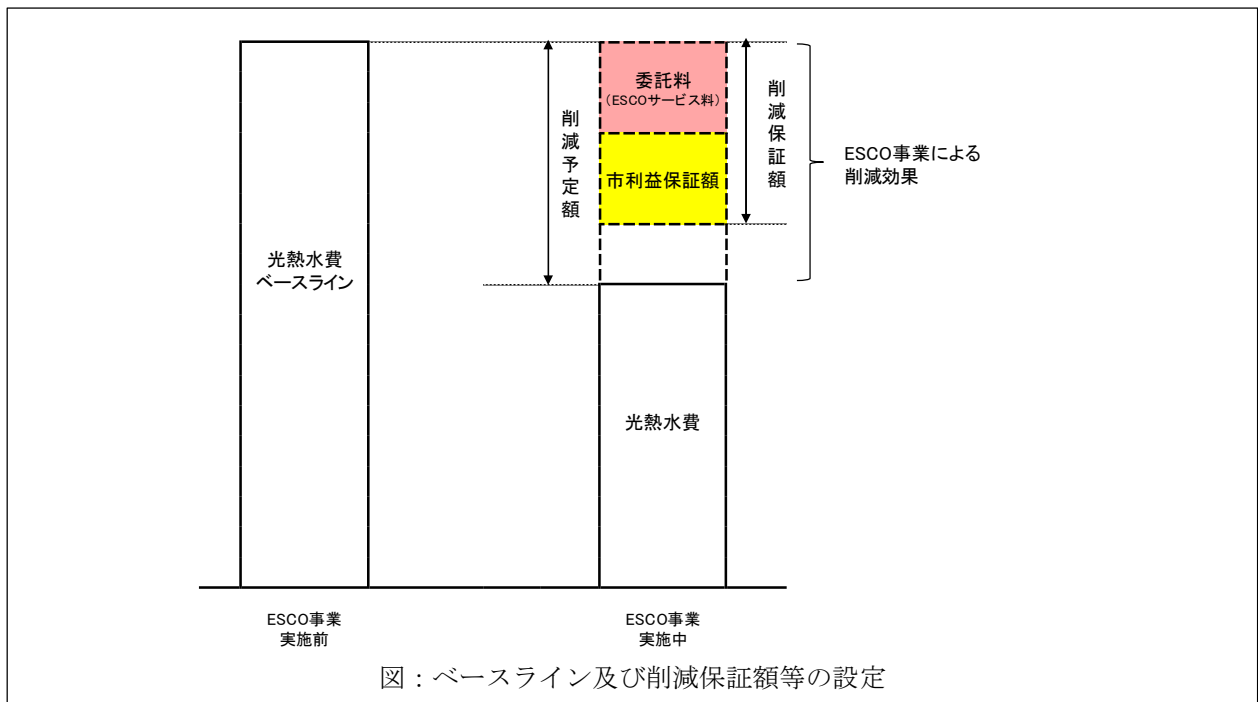 光熱水費
ベースライン
削減予定額
委託料
(ESCOサービス料)
市利益保証額
削減保証額
ESCO事業による
削減効果
光熱水費
ESCO事業
実施前
ESCO事業
実施中
図：ベースライン及び削減保証額等の設定